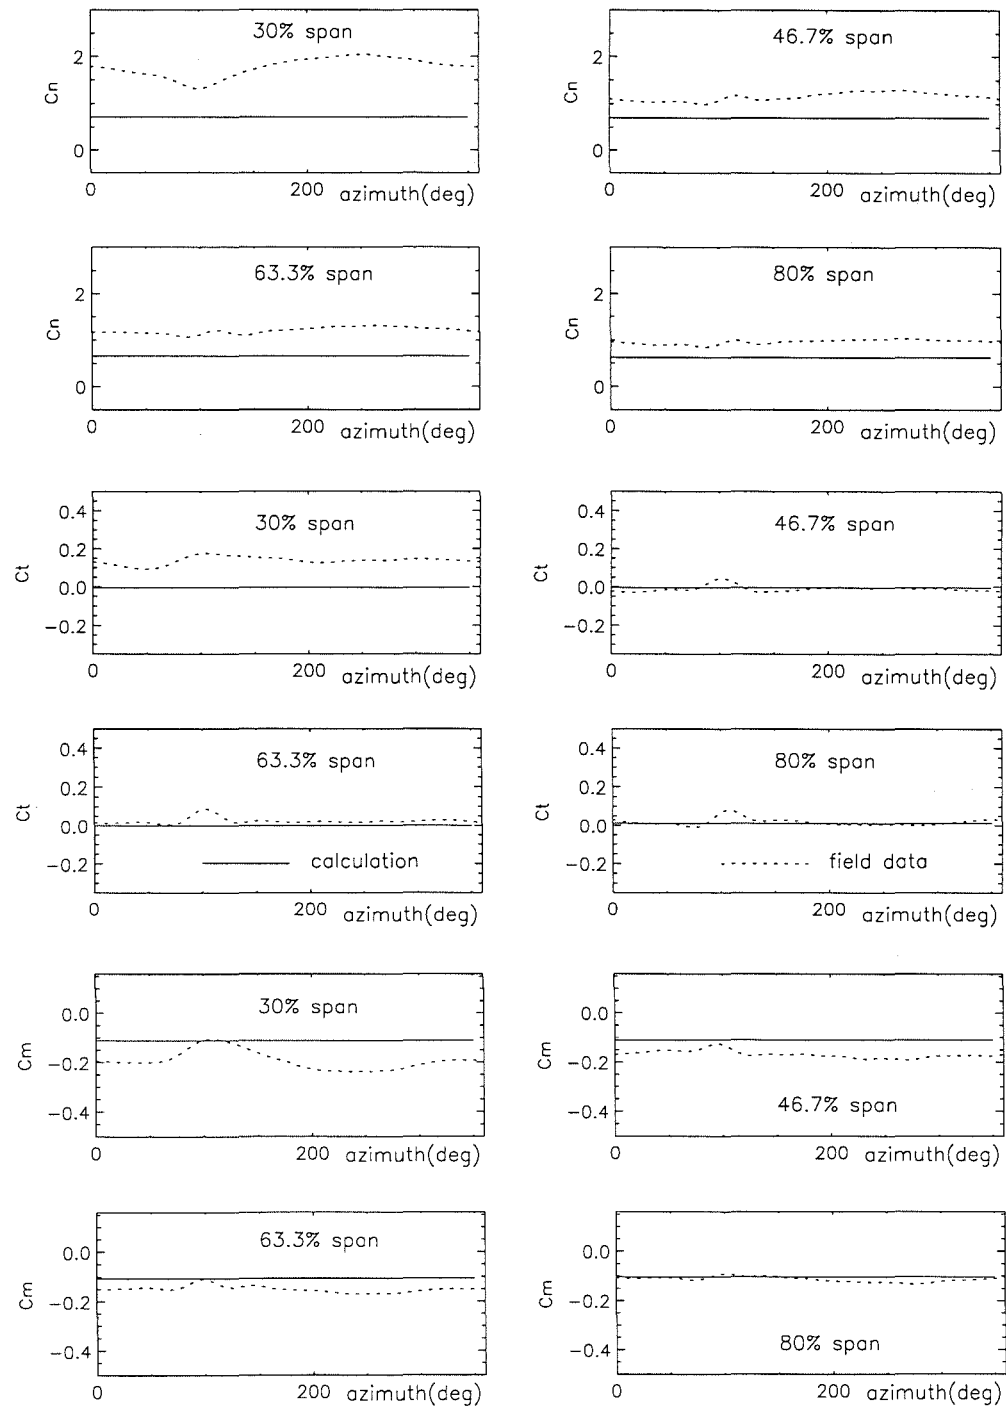 30% span
46.7% span
2
0
Cn
0
200
azimuth(deg)
2
0
Cn
0
200
azimuth(deg)
63.3% span
80% span
2
0
Cn
0
200
azimuth(deg)
2
0
Cn
0
200
azimuth(deg)
30% span
46.7% span
0.4
0.2
0.0
−0.2
Ct
0
200
azimuth(deg)
0.4
0.2
0.0
−0.2
Ct
0
200
azimuth(deg)
63.3% span
80% span
0.4
0.2
0.0
−0.2
Ct
calculation
0
200
azimuth(deg)
0.4
0.2
0.0
−0.2
Ct
field data
0
200
azimuth(deg)
30% span
0.0
−0.2
−0.4
Cm
0
200
azimuth(deg)
0.0
−0.2
−0.4
Cm
46.7% span
0
200
azimuth(deg)
63.3% span
0.0
−0.2
−0.4
Cm
0
200
azimuth(deg)
0.0
−0.2
−0.4
Cm
80% span
0
200
azimuth(deg)